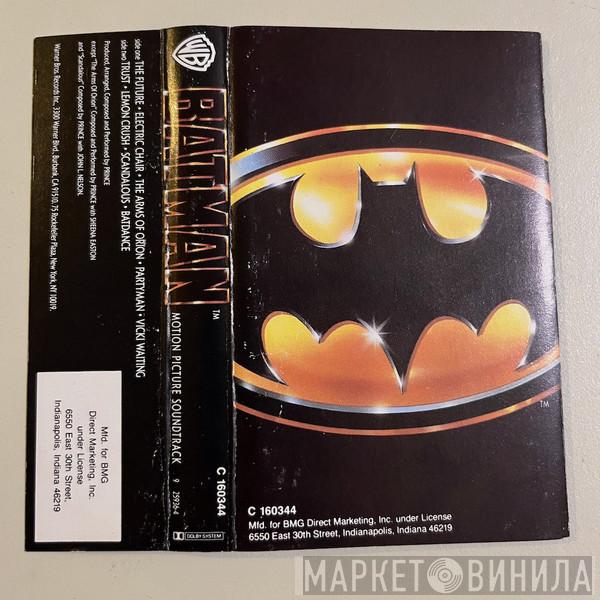 side one THE FUTURE • ELECTRIC CHAIR • THE ARMS OF ORION • PARTYMAN • VICKI WAITING
side two TRUST • LEMON CRUSH • SCANDALOUS • BATDANCE
Produced, Arranged, Composed and Performed by PRINCE
except "The Arms Of Orion" Composed and Performed by PRINCE with SHEENA EASTON
and "Scandalous" Composed by PRINCE with JOHN L. NELSON.
Warner Bros. Records Inc., 3300 Warner Blvd., Burbank, CA 91510. 75 Rockefeller Plaza, New York, NY 10019.
Mfd. for BMG
Direct Marketing, Inc.
under License
6550 East 30th Street,
Indianapolis, Indiana 46219
WB
BATMAN
TM
MOTION PICTURE SOUNDTRACK
9 25936-4
C 160344
DOLBY SYSTEM
TM
C 160344
Mfd. for BMG Direct Marketing, Inc. under License
6550 East 30th Street, Indianapolis, Indiana 46219
МАРКЕТ ВИНИЛА